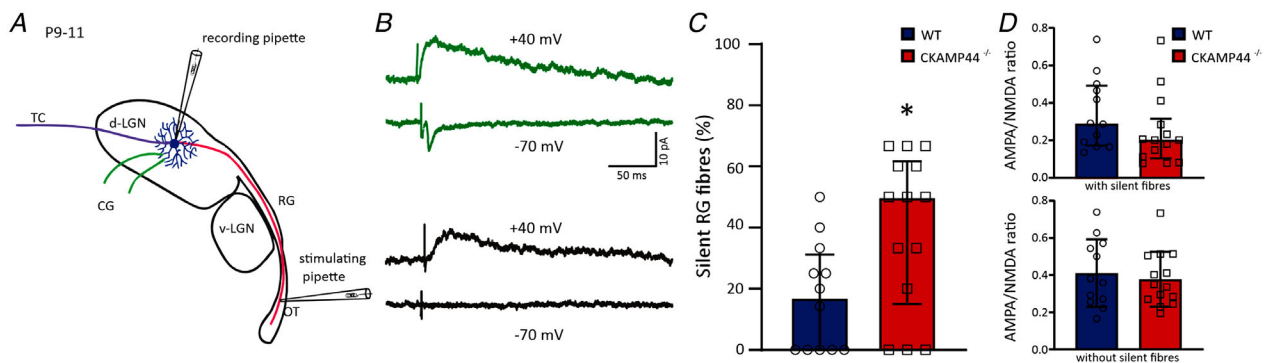 A
P9-11
recording pipette
TC
d-LGN
CG
RG
v-LGN
stimulating
pipette
OT
B
+40 mV
-70 mV
10 pA
50 ms
+40 mV
-70 mV
C
WT
CKAMP44 -/-
Silent RG fibres (%)
100
80
60
40
20
0
*
D
WT
CKAMP44 -/-
AMPA/NMDA ratio
0.8
0.6
0.4
0.2
0.0
with silent fibres
AMPA/NMDA ratio
0.8
0.6
0.4
0.2
0.0
without silent fibres